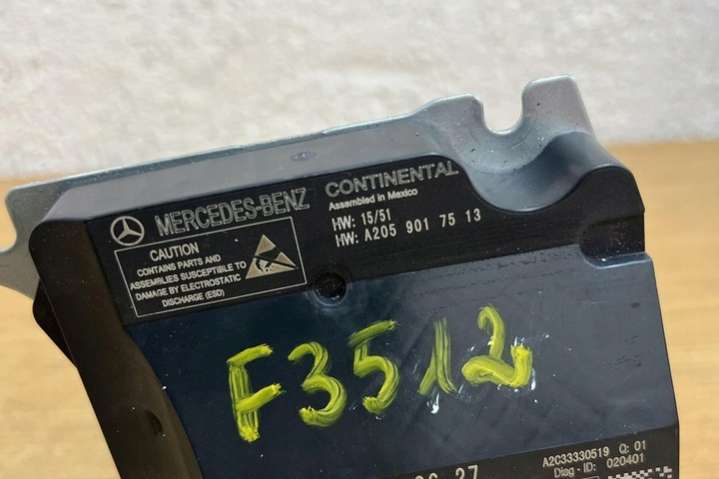 MERCEDES-BENZ CONTINENTAL
Assembled in Mexico
HW: 15/51
HW: A205 901 75 13
CAUTION
CONTAINS PARTS AND
ASSEMBLIES SUSCEPTIBLE TO
DAMAGE BY ELECTROSTATIC
DISCHARGE (ESD)
F3512
27
A2C33330519 Q: 01
Diag - ID: 020401